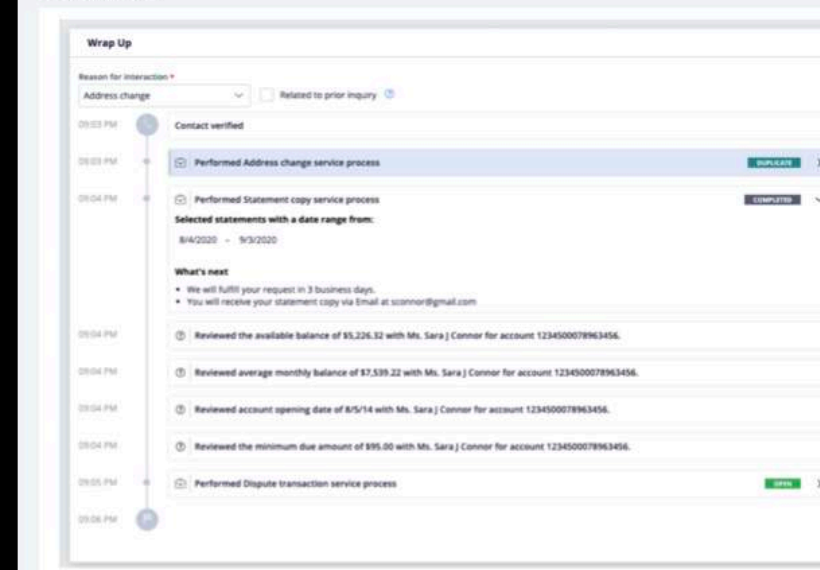 Wrap Up
Reason for interaction *
Address change
Related to prior inquiry
09:03 PM
Contact verified
09:03 PM
Performed Address change service process
DUPLICATE
09:04 PM
Performed Statement copy service process
COMPLETED
Selected statements with a date range from:
8/4/2020 - 9/3/2020
What's next
• We will fulfill your request in 3 business days.
• You will receive your statement copy via Email at sconnor@gmail.com
09:04 PM
Reviewed the available balance of $5,226.32 with Ms. Sara J Connor for account 1234500078963456.
09:04 PM
Reviewed average monthly balance of $7,539.22 with Ms. Sara J Connor for account 1234500078963456.
09:04 PM
Reviewed account opening date of 8/5/14 with Ms. Sara J Connor for account 1234500078963456.
09:04 PM
Reviewed the minimum due amount of $95.00 with Ms. Sara J Connor for account 1234500078963456.
09:05 PM
Performed Dispute transaction service process
OPEN
09:06 PM